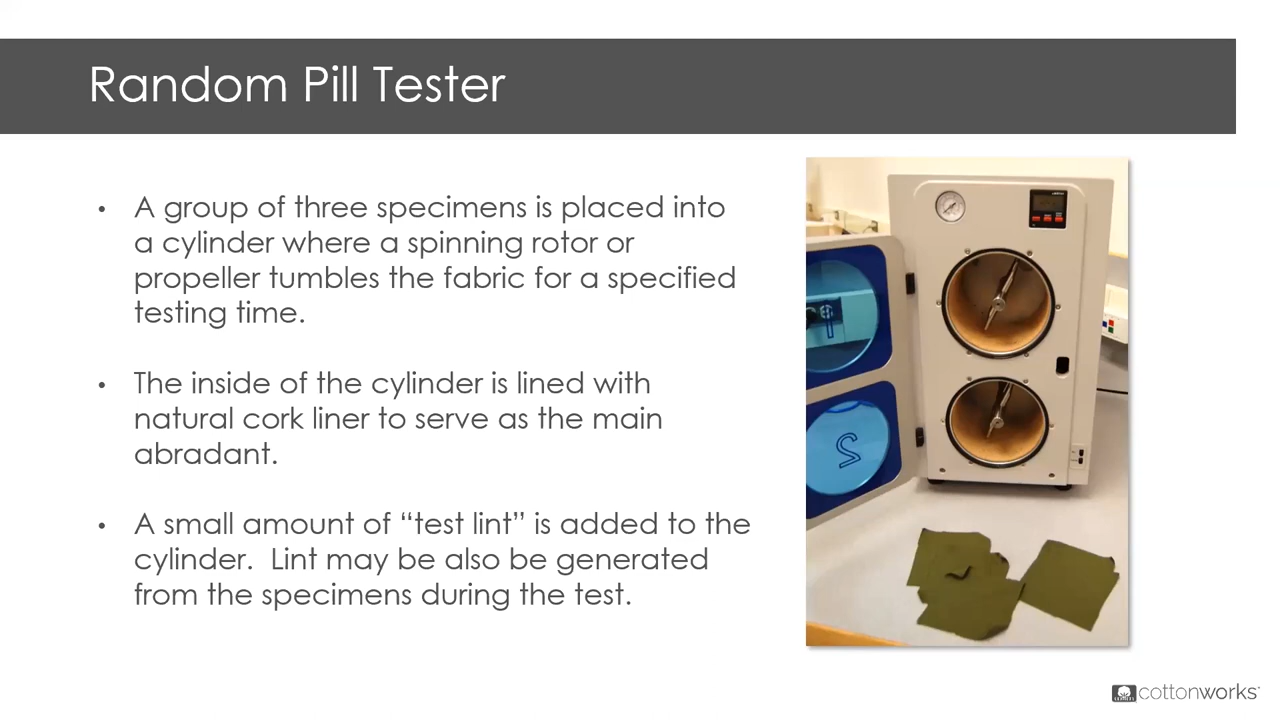 Random Pill Tester
• A group of three specimens is placed into
a cylinder where a spinning rotor or
propeller tumbles the fabric for a specified
testing time.
• The inside of the cylinder is lined with
natural cork liner to serve as the main
abradant.
• A small amount of “test lint” is added to the
cylinder.  Lint may be also be generated
from the specimens during the test.
1
2
cottonworks